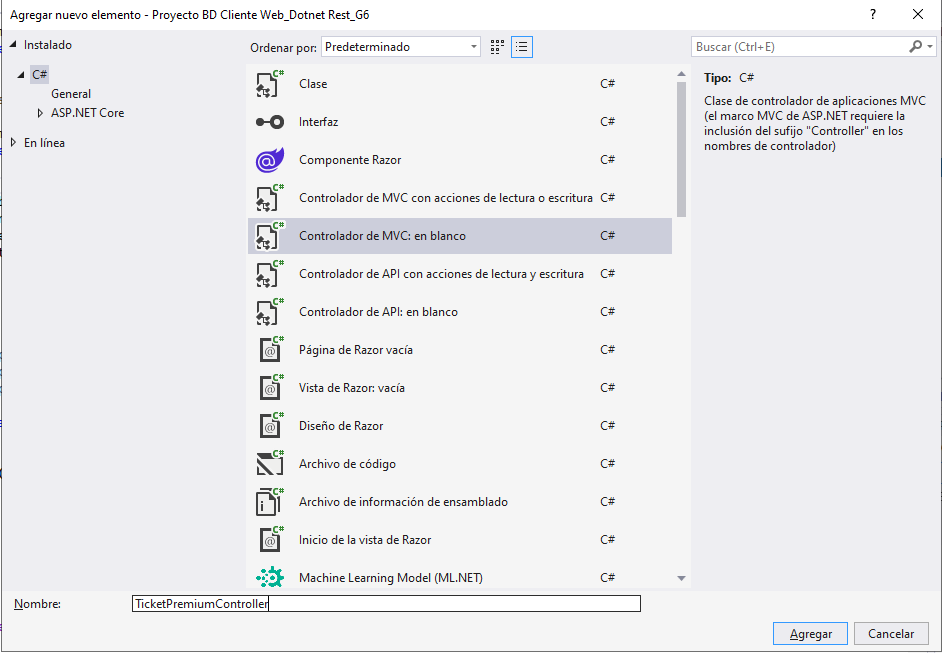 Agregar nuevo elemento - Proyecto BD Cliente Web_Dotnet Rest_G6
Instalado
C#
General
ASP.NET Core
En línea
Ordenar por: Predeterminado
Buscar (Ctrl+E)
Clase C#
Interfaz C#
Componente Razor C#
Controlador de MVC con acciones de lectura o escritura C#
Controlador de MVC: en blanco C#
Controlador de API con acciones de lectura y escritura C#
Controlador de API: en blanco C#
Página de Razor vacía C#
Vista de Razor: vacía C#
Diseño de Razor C#
Archivo de código C#
Archivo de información de ensamblado C#
Inicio de la vista de Razor C#
Machine Learning Model (ML.NET) C#
Tipo: C#
Clase de controlador de aplicaciones MVC
(el marco MVC de ASP.NET requiere la
inclusión del sufijo "Controller" en los
nombres de controlador)
Nombre: TicketPremiumController
Agregar Cancelar